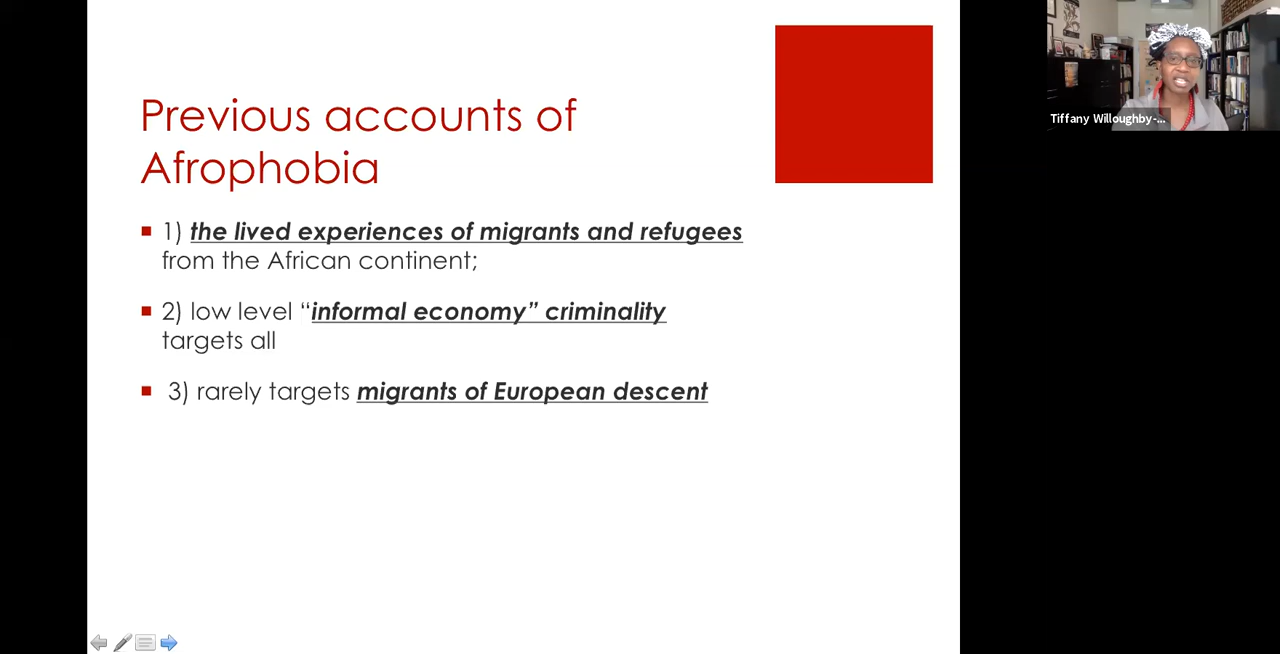 Previous accounts of
Afrophobia
1) the lived experiences of migrants and refugees
from the African continent;
2) low level “informal economy” criminality
targets all
3) rarely targets migrants of European descent
Tiffany Willoughby-...